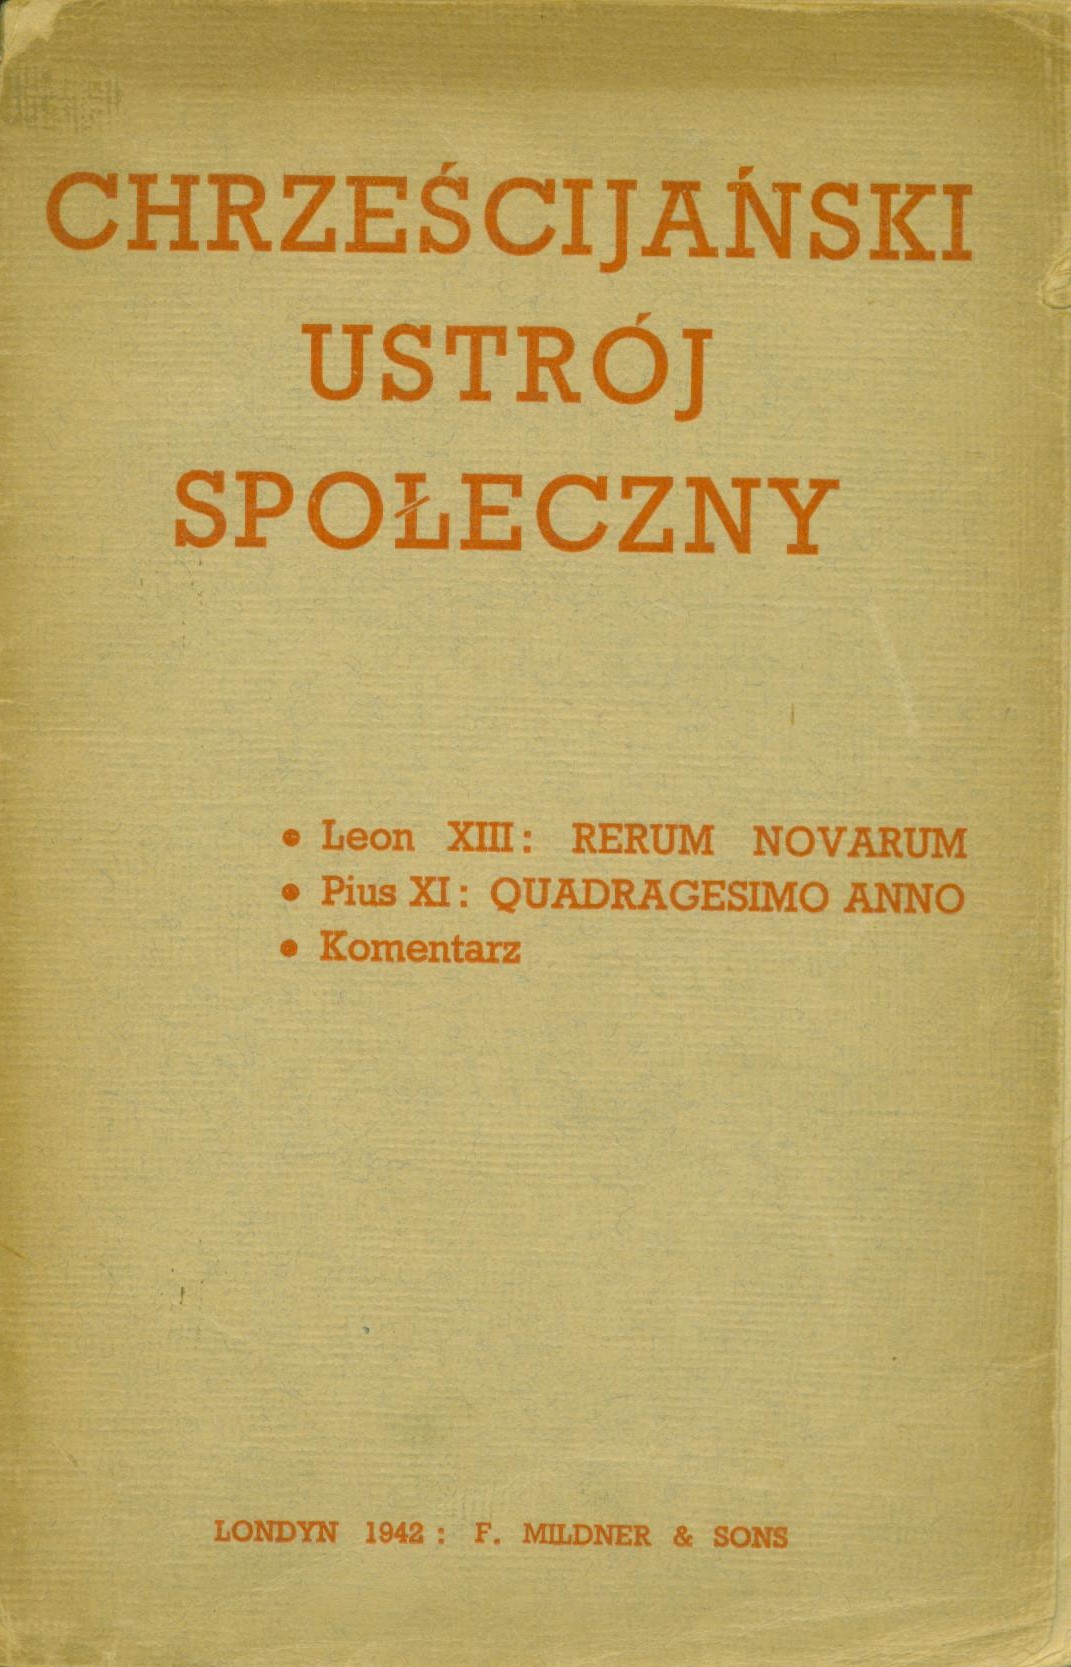 CHRZEŚCIJAŃSKI
USTRÓJ
SPOŁECZNY
• Leon XIII: RERUM NOVARUM
• Pius XI: QUADRAGESIMO ANNO
• Komentarz
LONDYN 1942: F. MILDNER & SONS